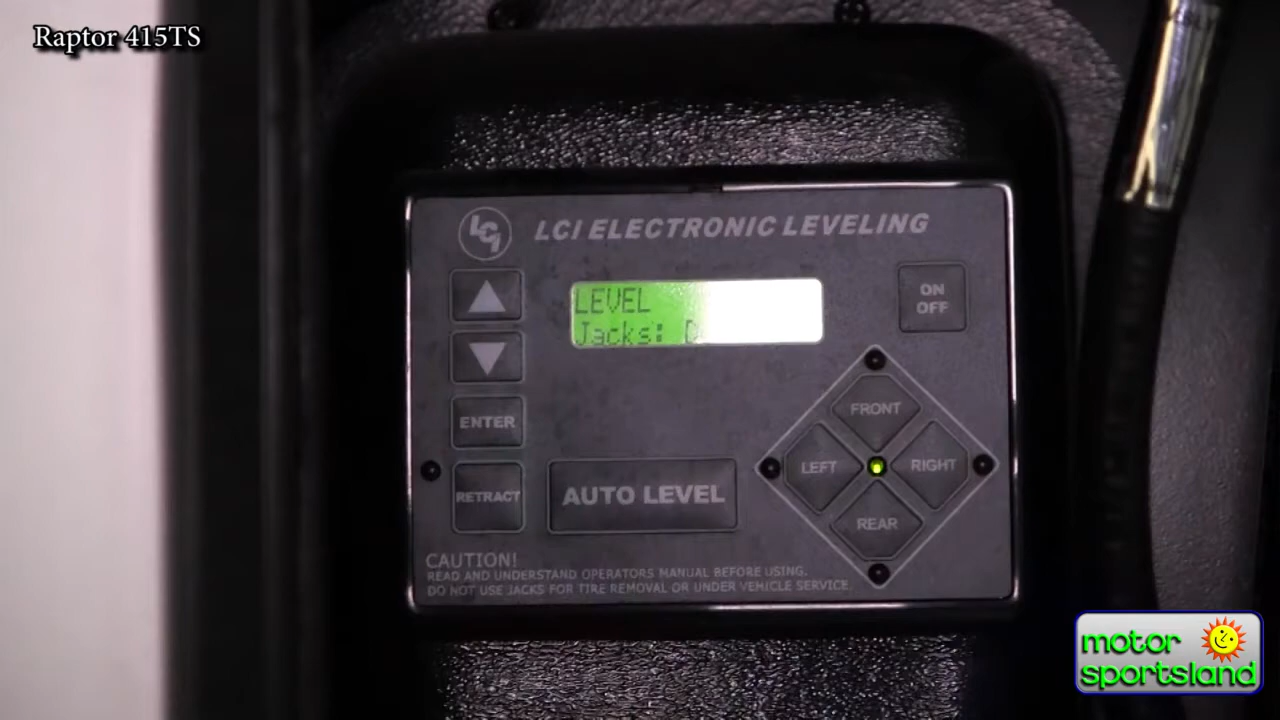 Raptor 415TS
LCI
LCI ELECTRONIC LEVELING
LEVEL
Jacks: D
ON
OFF
ENTER
RETRACT
AUTO LEVEL
FRONT
LEFT
RIGHT
REAR
CAUTION!
READ AND UNDERSTAND OPERATORS MANUAL BEFORE USING.
DO NOT USE JACKS FOR TIRE REMOVAL OR UNDER VEHICLE SERVICE.
motor
sportsland